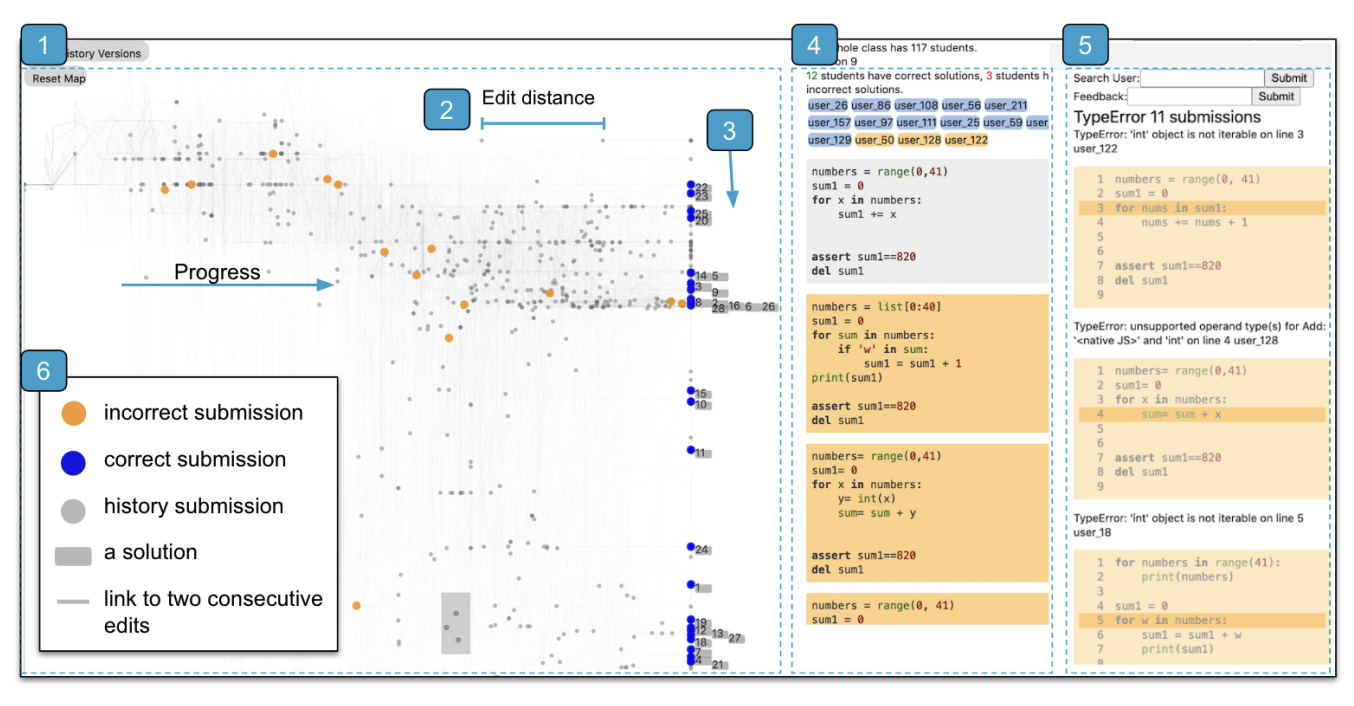 1
istory Versions
Reset Map
2
Edit distance
3
Progress
22
23
25
20
14 5
3
9
8 2 16 6 26
28
15
10
11
24
1
19
12 13 27
18
7
4 21
6
incorrect submission
correct submission
history submission
a solution
link to two consecutive
edits
4
hole class has 117 students.
on 9
12 students have correct solutions, 3 students h
incorrect solutions.
user_26 user_86 user_108 user_56 user_211
user_157 user_97 user_111 user_25 user_59 user
user_129 user_50 user_128 user_122
numbers = range(0,41)
sum1 = 0
for x in numbers:
    sum1 += x
assert sum1==820
del sum1
numbers = list[0:40]
sum1 = 0
for sum in numbers:
    if 'w' in sum:
        sum1 = sum1 + 1
print(sum1)
assert sum1==820
del sum1
numbers= range(0,41)
sum1= 0
for x in numbers:
    y= int(x)
    sum= sum + y
assert sum1==820
del sum1
numbers = range(0, 41)
sum1 = 0
5
Search User: Submit
Feedback: Submit
TypeError 11 submissions
TypeError: 'int' object is not iterable on line 3
user_122
1 numbers = range(0, 41)
2 sum1 = 0
3 for nums in sum1:
4     nums += nums + 1
5
6
7 assert sum1==820
8 del sum1
9
TypeError: unsupported operand type(s) for Add:
'<native JS>' and 'int' on line 4 user_128
1 numbers= range(0,41)
2 sum1= 0
3 for x in numbers:
4     sum= sum + x
5
6
7 assert sum1==820
8 del sum1
9
TypeError: 'int' object is not iterable on line 5
user_18
1 for numbers in range(41):
2     print(numbers)
3
4 sum1 = 0
5 for w in numbers:
6     sum1 = sum1 + w
7     print(sum1)
8